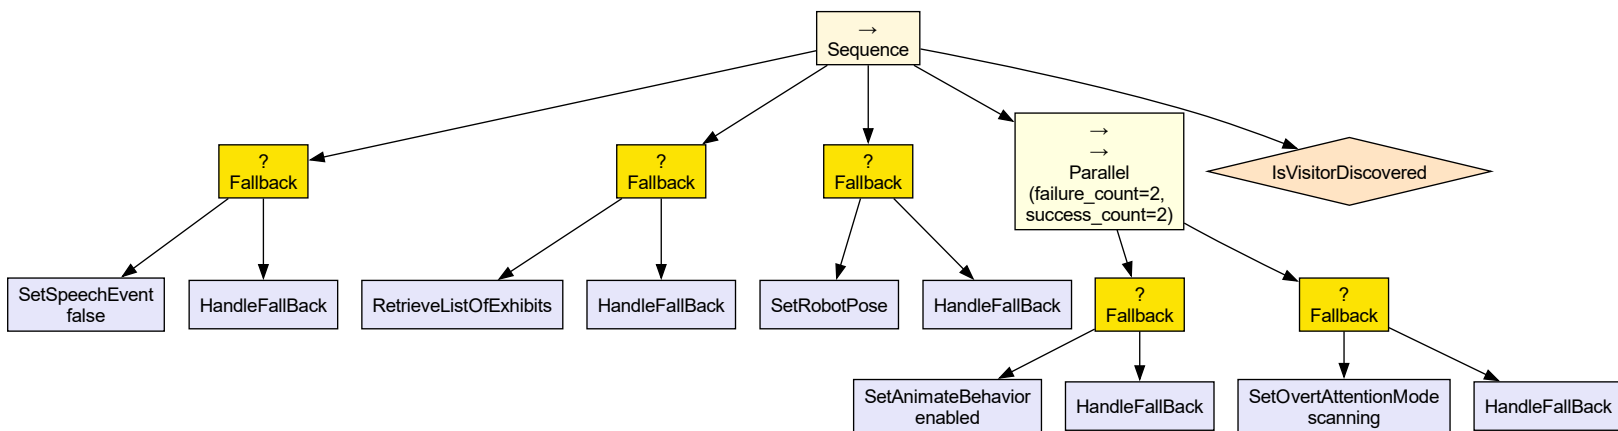 →
Sequence
?
Fallback
?
Fallback
?
Fallback
→
→
Parallel
(failure_count=2,
success_count=2)
IsVisitorDiscovered
SetSpeechEvent
false
HandleFallBack
RetrieveListOfExhibits
HandleFallBack
SetRobotPose
HandleFallBack
?
Fallback
?
Fallback
SetAnimateBehavior
enabled
HandleFallBack
SetOvertAttentionMode
scanning
HandleFallBack